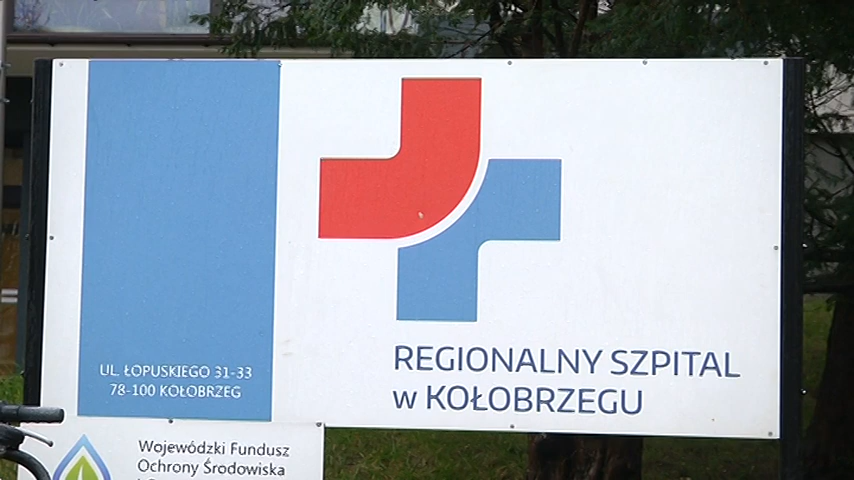 REGIONALNY SZPITAL
w KOŁOBRZEGU
UL. ŁOPUSKIEGO 31-33
78-100 KOŁOBRZEG
Wojewódzki Fundusz
Ochrony Środowiska